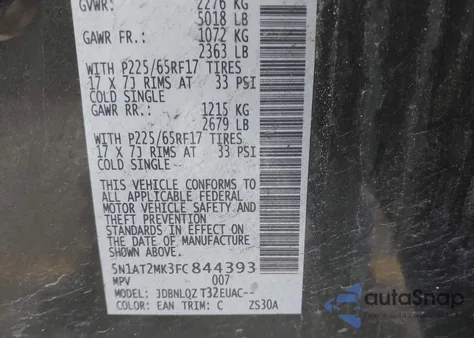 GVWR: 2276 KG
5018 LB
GAWR FR.: 1072 KG
2363 LB
WITH P225/65RF17 TIRES
17 X 7J RIMS AT 33 PSI
COLD SINGLE
GAWR RR.: 1215 KG
2679 LB
WITH P225/65RF17 TIRES
17 X 7J RIMS AT 33 PSI
COLD SINGLE
THIS VEHICLE CONFORMS TO
ALL APPLICABLE FEDERAL
MOTOR VEHICLE SAFETY AND
THEFT PREVENTION
STANDARDS IN EFFECT ON
THE DATE OF MANUFACTURE
SHOWN ABOVE.
5N1AT2MK3FC844393
MPV 007
MODEL: 3DBNLQZ T32EUAC--
COLOR: EAN TRIM: C ZS30A
autoSnap